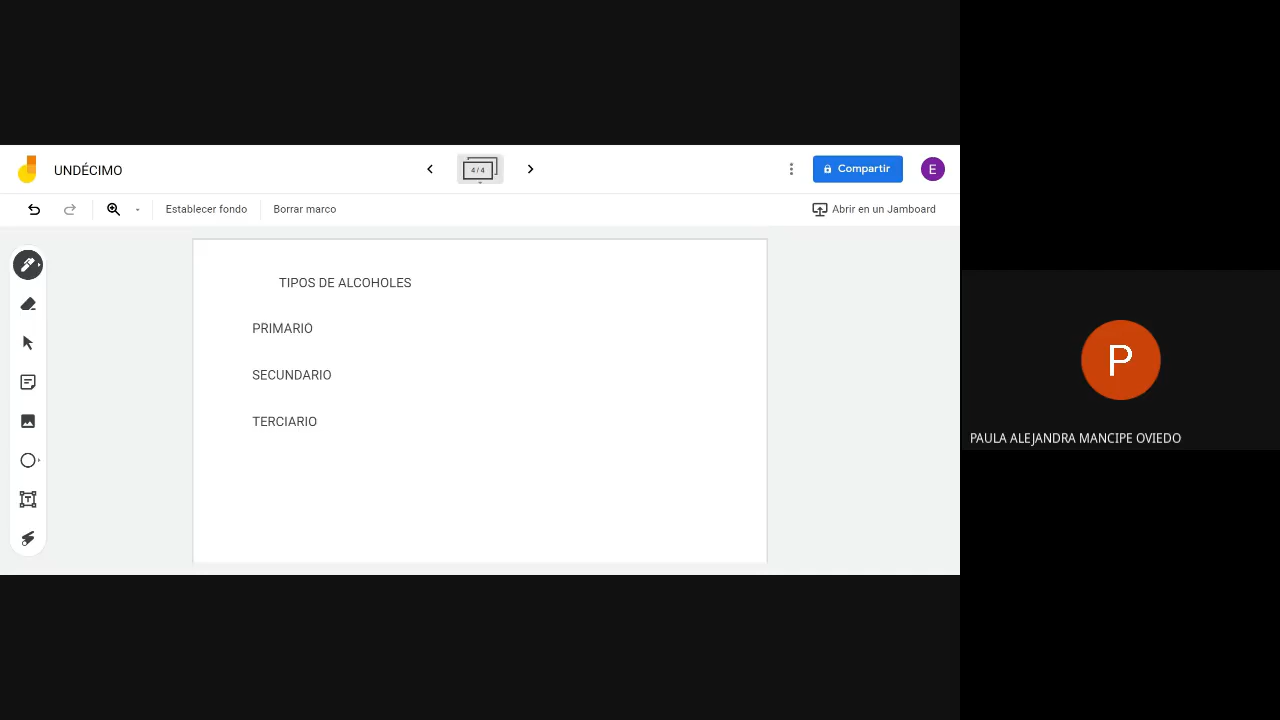 UNDÉCIMO
4 / 4
Compartir
E
Establecer fondo
Borrar marco
Abrir en un Jamboard
TIPOS DE ALCOHOLES
PRIMARIO
SECUNDARIO
TERCIARIO
P
PAULA ALEJANDRA MANCIPE OVIEDO